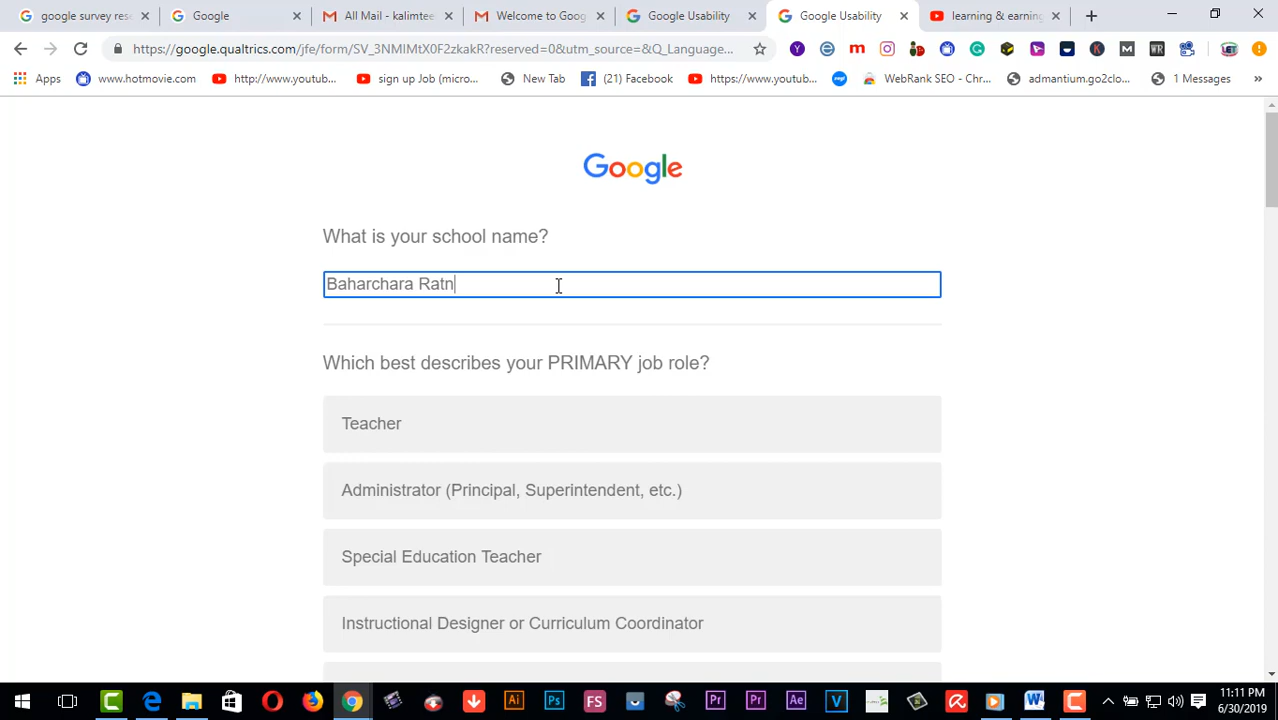 google survey res
Google
All Mail - kalimtee
Welcome to Goog
Google Usability
Google Usability
learning & earning
https://google.qualtrics.com/jfe/form/SV_3NMIMtX0F2zkakR?reserved=0&utm_source=&Q_Language...
Apps
www.hotmovie.com
http://www.youtub...
sign up Job (micro...
New Tab
(21) Facebook
https://www.youtub...
WebRank SEO - Chr...
admantium.go2clo...
1 Messages
Google
What is your school name?
Baharchara Ratn
Which best describes your PRIMARY job role?
Teacher
Administrator (Principal, Superintendent, etc.)
Special Education Teacher
Instructional Designer or Curriculum Coordinator
11:11 PM
6/30/2019